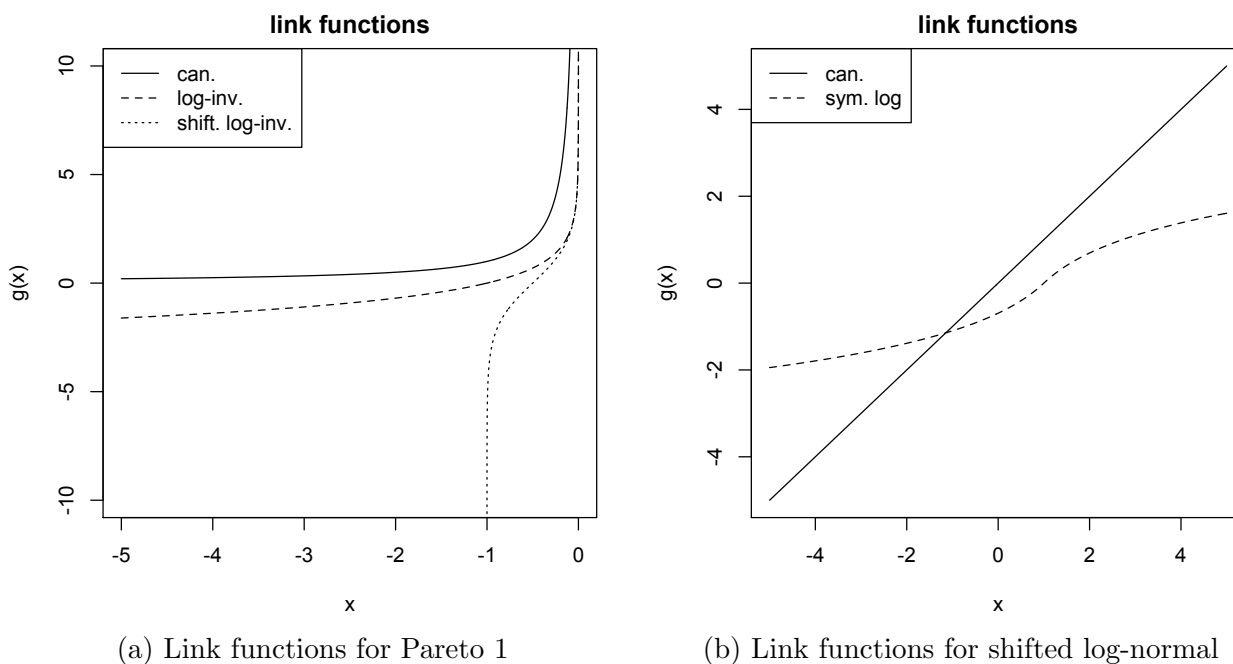 link functions
can.
log-inv.
shift. log-inv.
10
5
0
-5
-10
g(x)
-5
-4
-3
-2
-1
0
x
(a) Link functions for Pareto 1
link functions
can.
sym. log
4
2
0
-2
-4
g(x)
-4
-2
0
2
4
x
(b) Link functions for shifted log-normal